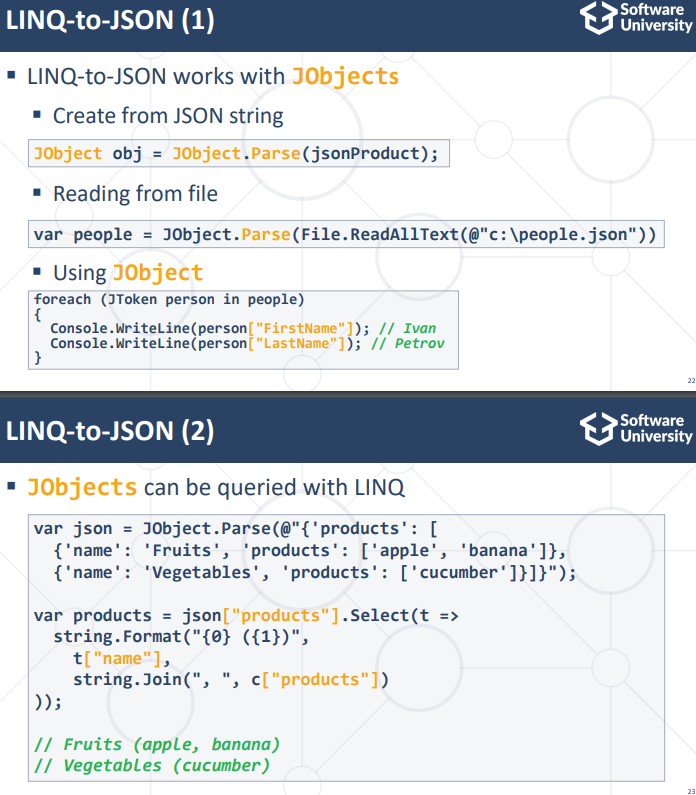 LINQ-to-JSON (1)
Software
University
▪ LINQ-to-JSON works with JObjects
▪ Create from JSON string
JObject obj = JObject.Parse(jsonProduct);
▪ Reading from file
var people = JObject.Parse(File.ReadAllText(@"c:\people.json"))
▪ Using JObject
foreach (JToken person in people)
{
  Console.WriteLine(person["FirstName"]); // Ivan
  Console.WriteLine(person["LastName"]); // Petrov
}
22
LINQ-to-JSON (2)
Software
University
▪ JObjects can be queried with LINQ
var json = JObject.Parse(@"{'products': [
  {'name': 'Fruits', 'products': ['apple', 'banana']},
  {'name': 'Vegetables', 'products': ['cucumber']}]}");
var products = json["products"].Select(t =>
  string.Format("{0} ({1})",
    t["name"],
    string.Join(", ", c["products"])
));
// Fruits (apple, banana)
// Vegetables (cucumber)
23